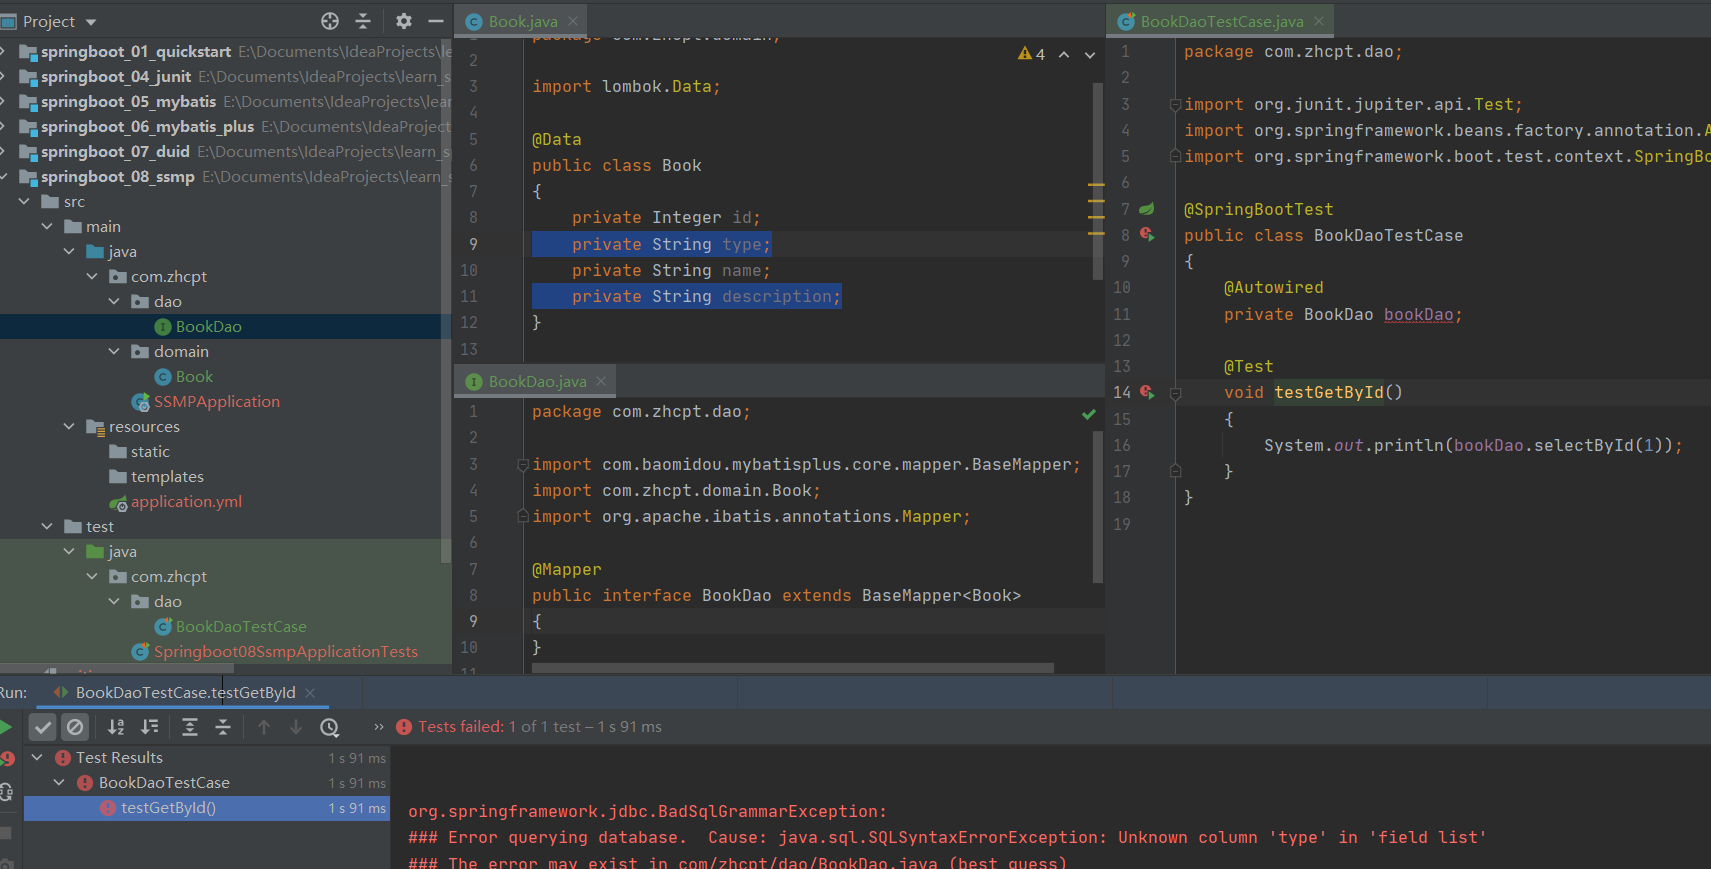 Project
springboot_01_quickstart E:\Documents\IdeaProjects\le
springboot_04_junit E:\Documents\IdeaProjects\learn_s
springboot_05_mybatis E:\Documents\IdeaProjects\lear
springboot_06_mybatis_plus E:\Documents\IdeaProject
springboot_07_duid E:\Documents\IdeaProjects\learn_s
springboot_08_ssmp E:\Documents\IdeaProjects\learn_s
src
main
java
com.zhcpt
dao
BookDao
domain
Book
SSMPApplication
resources
static
templates
application.yml
test
java
com.zhcpt
dao
BookDaoTestCase
Springboot08SsmpApplicationTests
Book.java
4
1 package com.zhcpt.domain;
2
3 import lombok.Data;
4
5 @Data
6 public class Book
7 {
8 private Integer id;
9 private String type;
10 private String name;
11 private String description;
12 }
13
BookDao.java
1 package com.zhcpt.dao;
2
3 import com.baomidou.mybatisplus.core.mapper.BaseMapper;
4 import com.zhcpt.domain.Book;
5 import org.apache.ibatis.annotations.Mapper;
6
7 @Mapper
8 public interface BookDao extends BaseMapper<Book>
9 {
10 }
11
BookDaoTestCase.java
1 package com.zhcpt.dao;
2
3 import org.junit.jupiter.api.Test;
4 import org.springframework.beans.factory.annotation.A
5 import org.springframework.boot.test.context.SpringBo
6
7 @SpringBootTest
8 public class BookDaoTestCase
9 {
10 @Autowired
11 private BookDao bookDao;
12
13 @Test
14 void testGetById()
15 {
16 System.out.println(bookDao.selectById(1));
17 }
18 }
19
Run: BookDaoTestCase.testGetById
Tests failed: 1 of 1 test – 1 s 91 ms
Test Results 1 s 91 ms
BookDaoTestCase 1 s 91 ms
testGetById() 1 s 91 ms
org.springframework.jdbc.BadSqlGrammarException:
### Error querying database. Cause: java.sql.SQLSyntaxErrorException: Unknown column 'type' in 'field list'
### The error may exist in com/zhcpt/dao/BookDao.java (best guess)